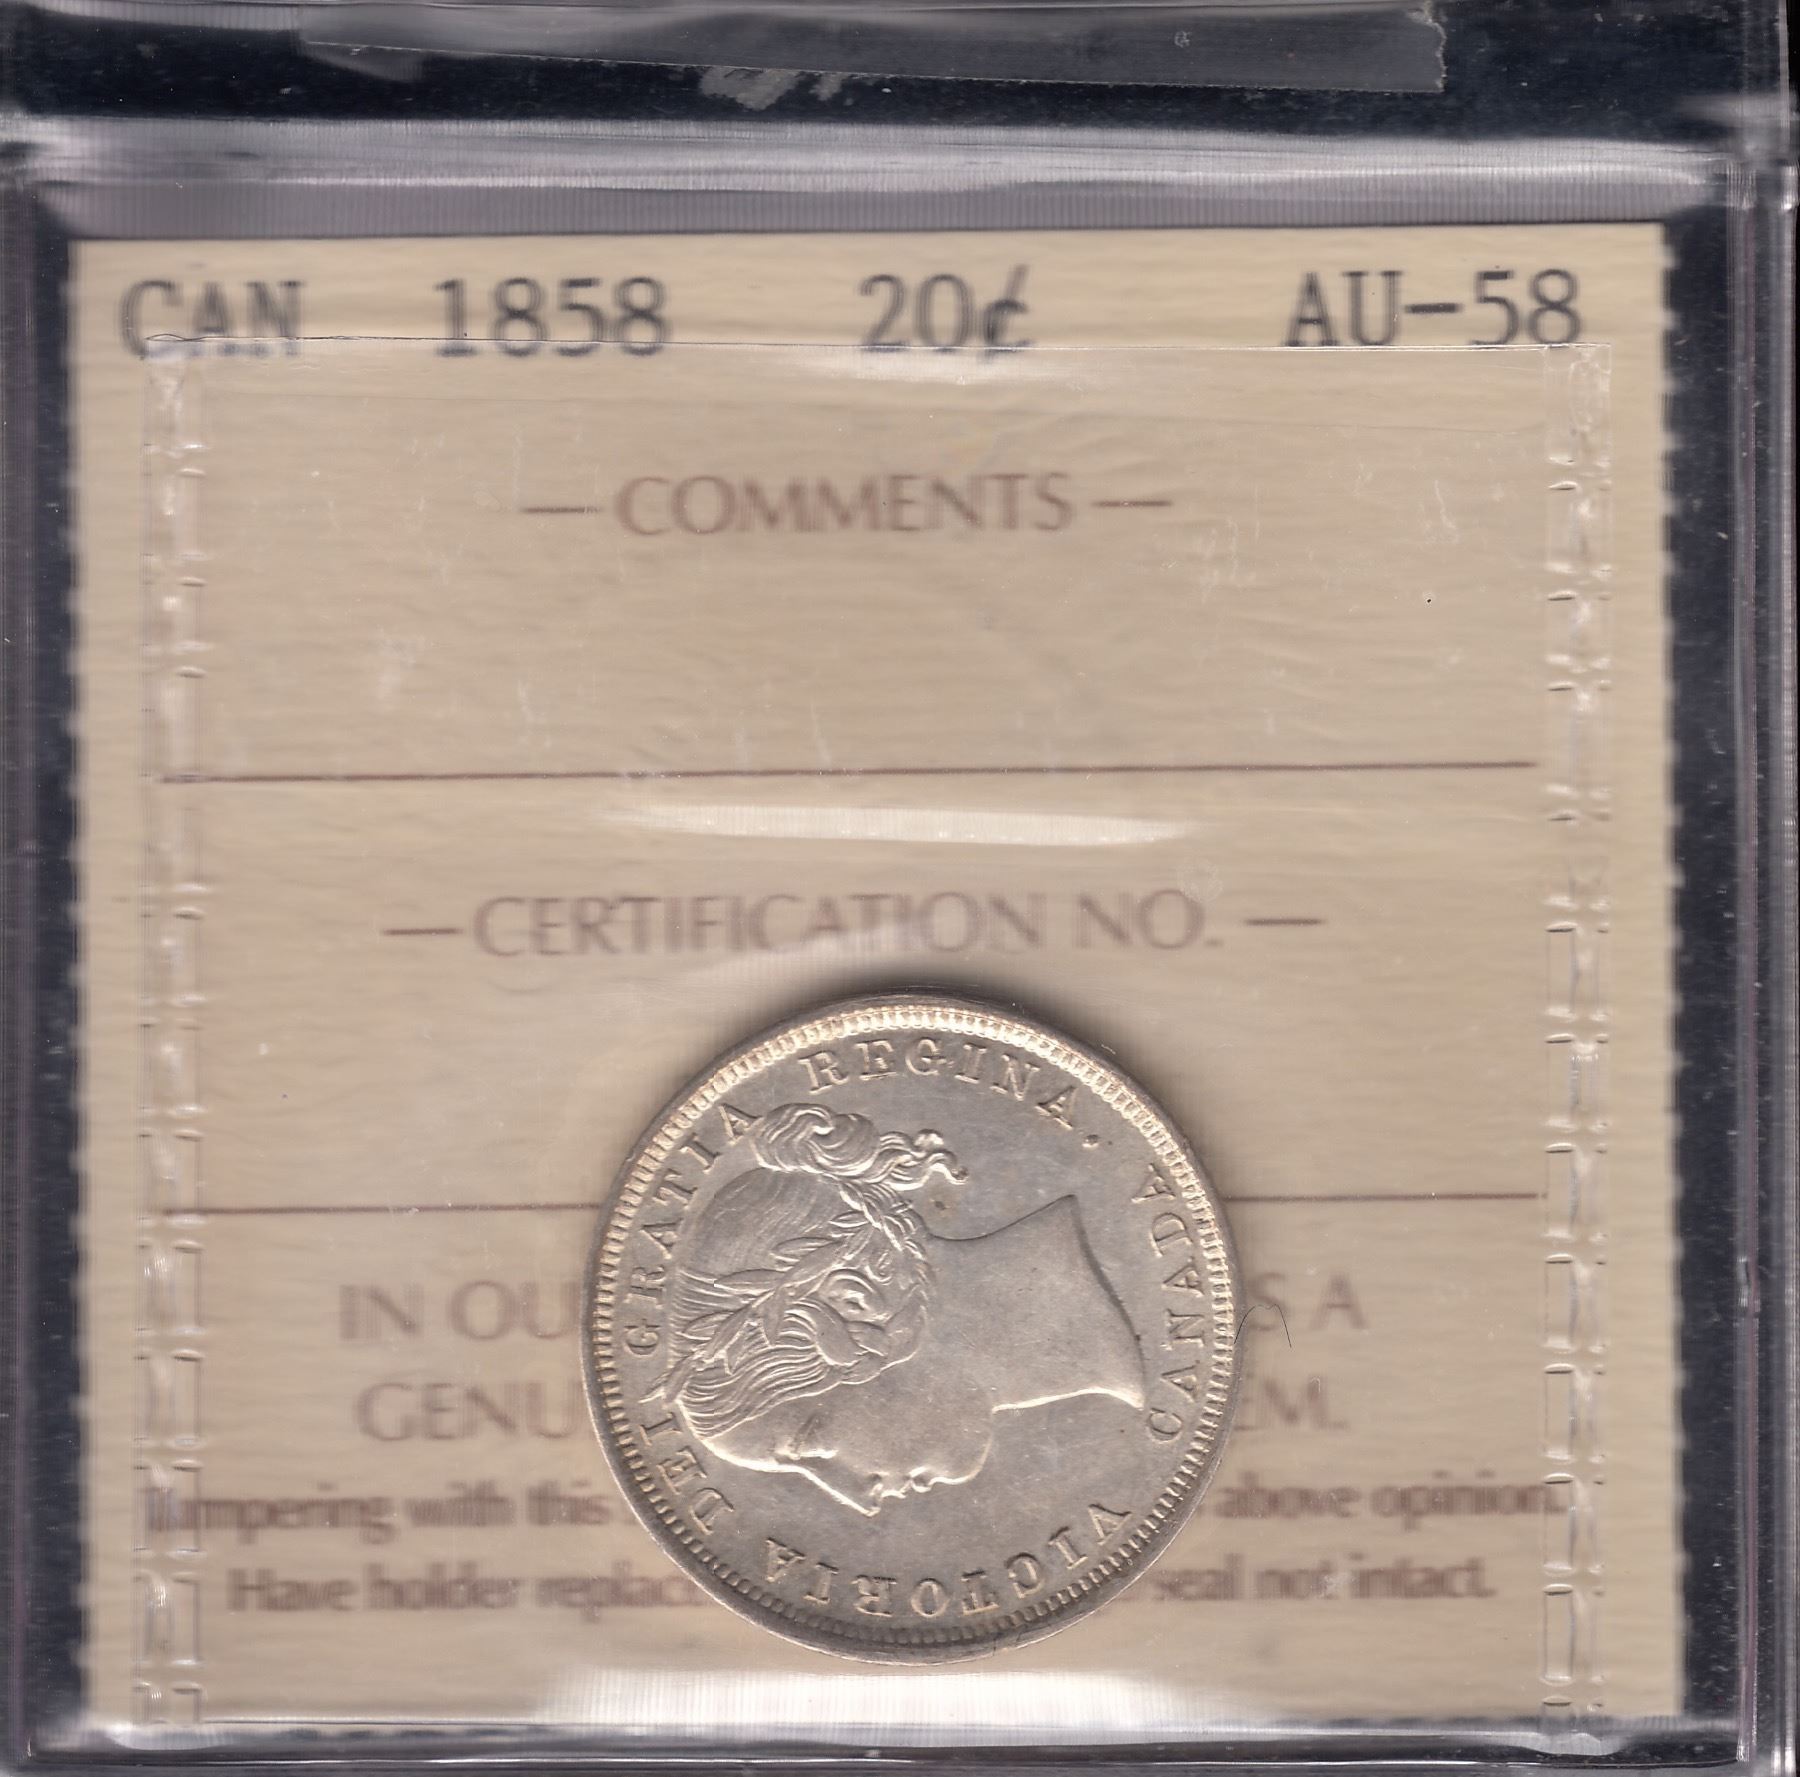 CAN 1858 20¢ AU-58
— COMMENTS —
— CERTIFICATION NO. —
VICTORIA DEI GRATIA REGINA.
CANADA
IN OU S A
GENU EM.
Tampering with this above opinion.
Have holder replac seal not intact.